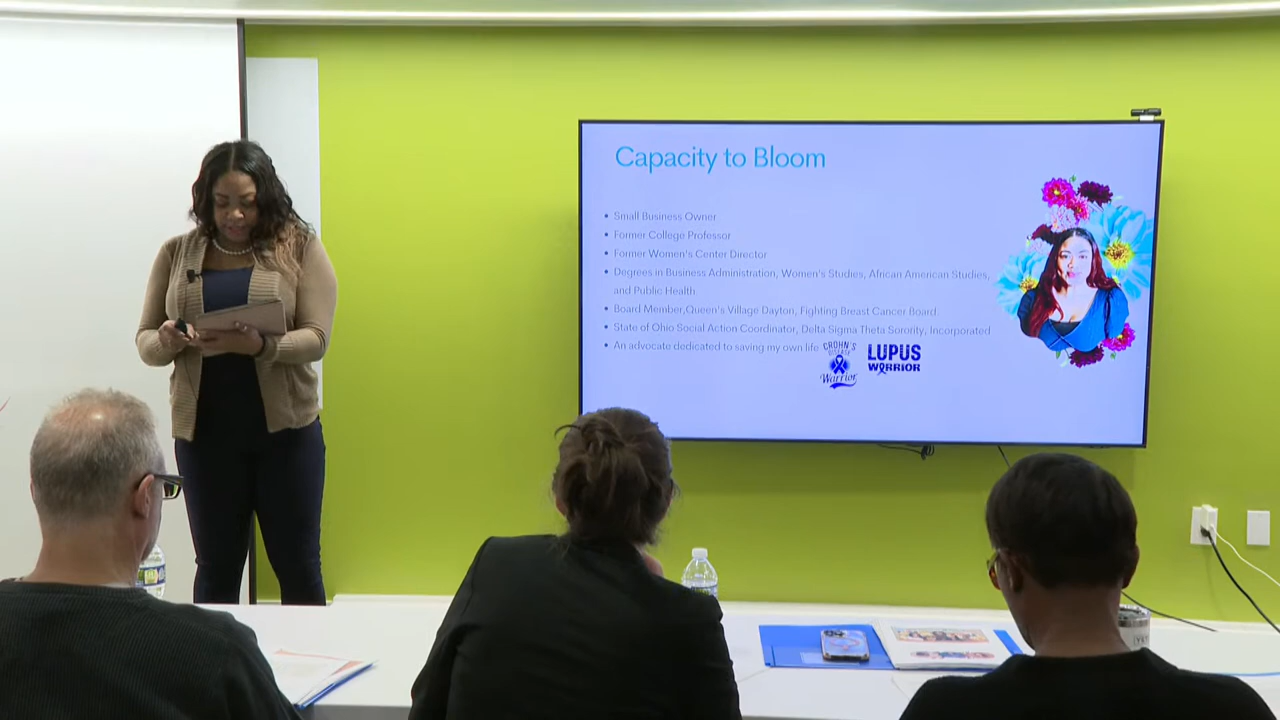 Capacity to Bloom
Small Business Owner
Former College Professor
Former Women's Center Director
Degrees in Business Administration, Women's Studies, African American Studies,
and Public Health
Board Member,Queen's Village Dayton, Fighting Breast Cancer Board.
State of Ohio Social Action Coordinator, Delta Sigma Theta Sorority, Incorporated
An advocate dedicated to saving my own life
CROHN'S
DISEASE
Warrior
LUPUS
WARRIOR